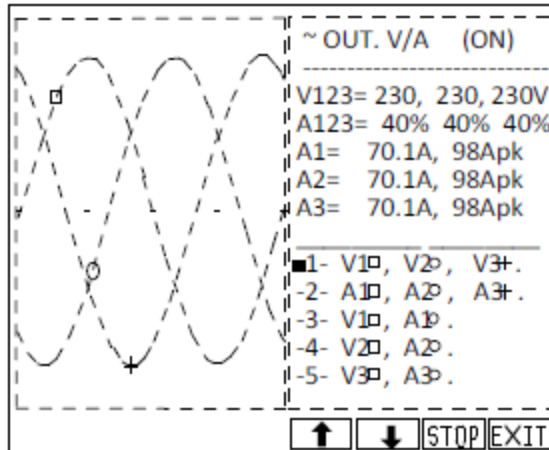 ~ OUT. V/A (ON)
V123= 230, 230, 230V
A123= 40% 40% 40%
A1= 70.1A, 98Apk
A2= 70.1A, 98Apk
A3= 70.1A, 98Apk
■1- V1□, V2○, V3+.
-2- A1□, A2○, A3+.
-3- V1□, A1○.
-4- V2□, A2○.
-5- V3□, A3○.
↑ ↓ STOP EXIT